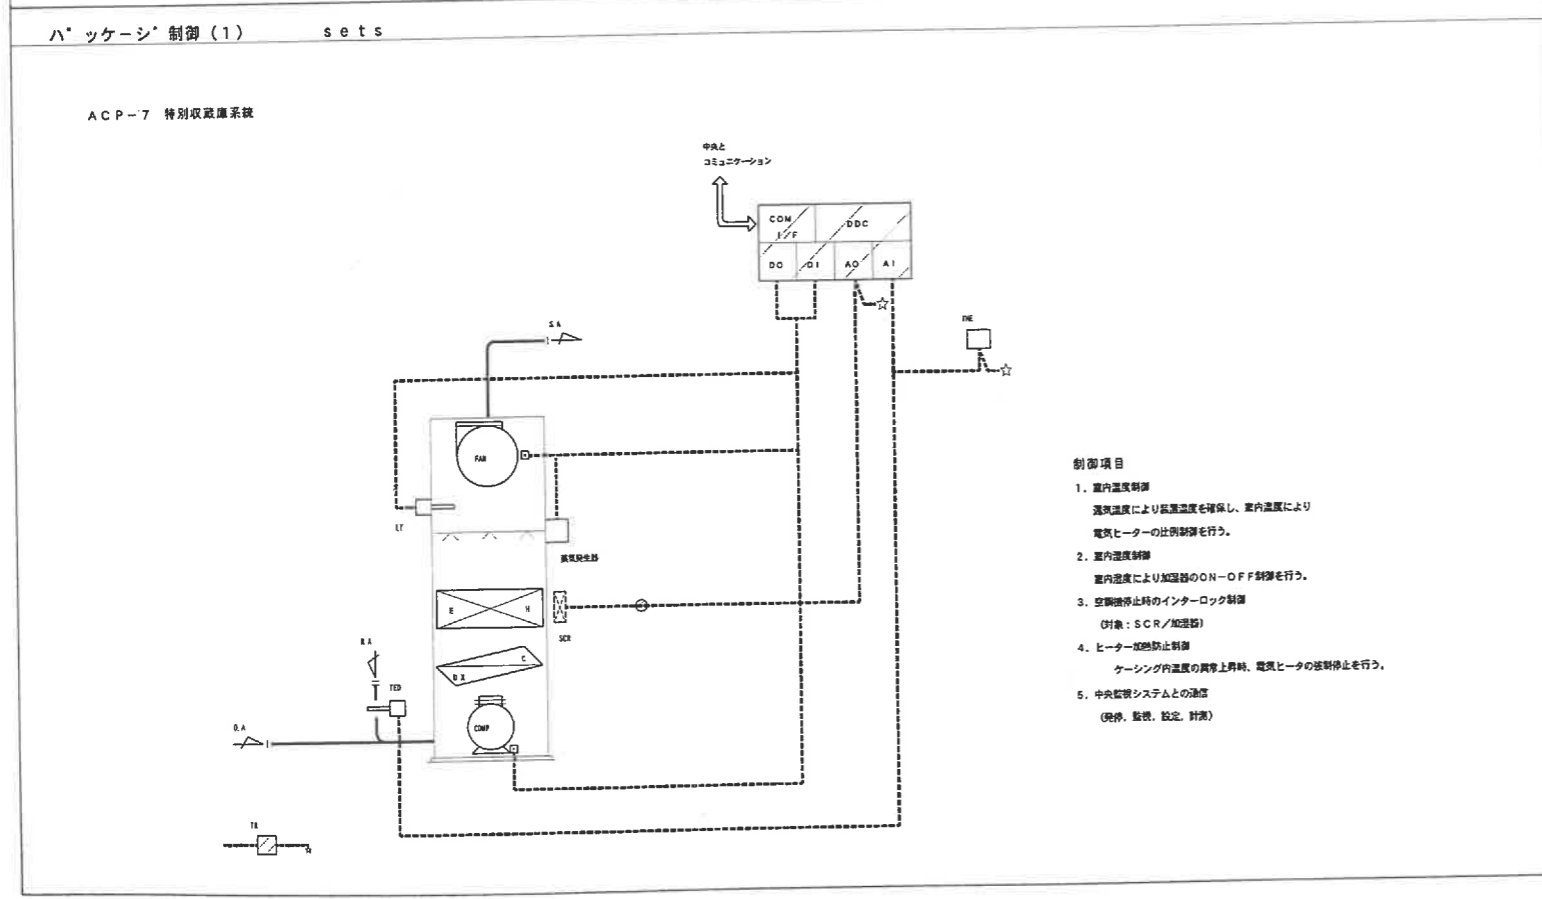 パッケージ制御(1)　sets
ACP-7 特別収蔵庫系統
中央と
コミュニケーション
COM
I/F
DDC
DO
DI
AO
AI
THE
S.A
FAN
LT
蒸気発生器
E
H
SCR
R.A
C
DX
TED
COMP
O.A
TR
制御項目
1. 室内温度制御
還気温度により装置温度を確保し、室内温度により
電気ヒーターの比例制御を行う。
2. 室内湿度制御
室内湿度により加湿器のON-OFF制御を行う。
3. 空調機停止時のインターロック制御
(対象:SCR/加湿器)
4. ヒーター加熱防止制御
ケーシング内温度の異常上昇時、電気ヒータの強制停止を行う。
5. 中央監視システムとの通信
(発停, 監視, 設定, 計測)